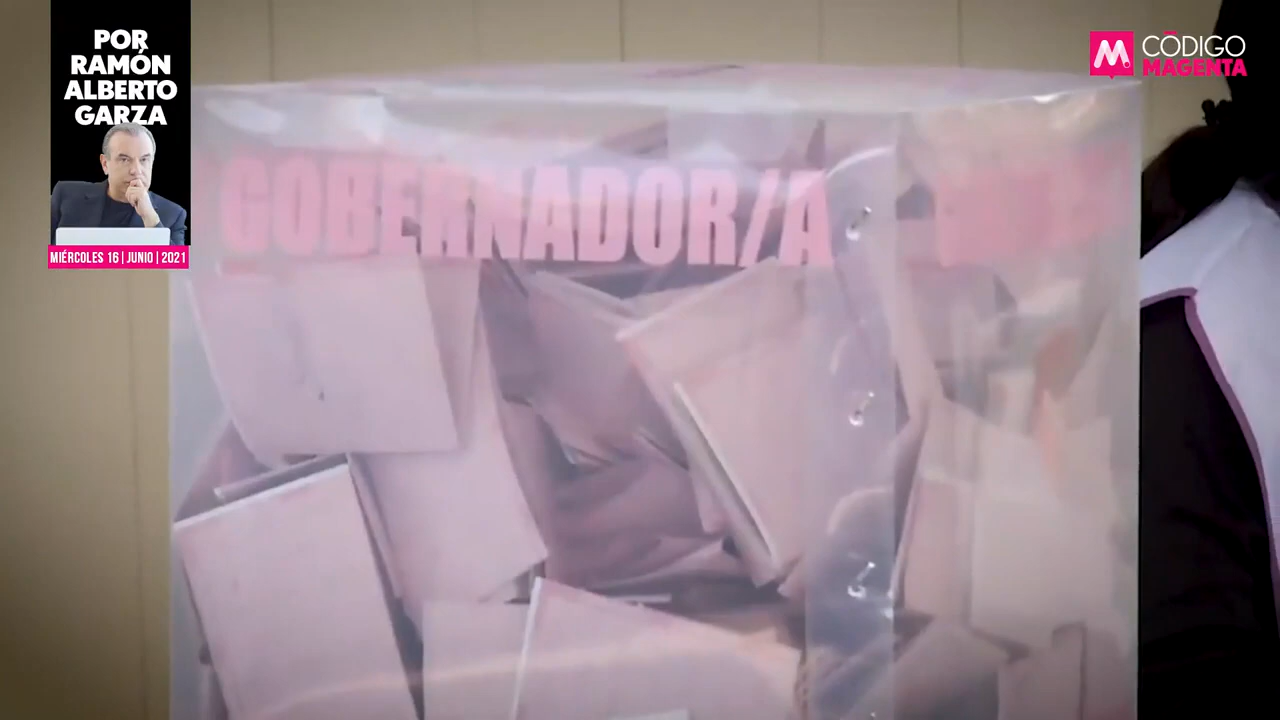 POR
RAMÓN
ALBERTO
GARZA
MIÉRCOLES 16 | JUNIO | 2021
CÓDIGO
MAGENTA
GOBERNADOR/A